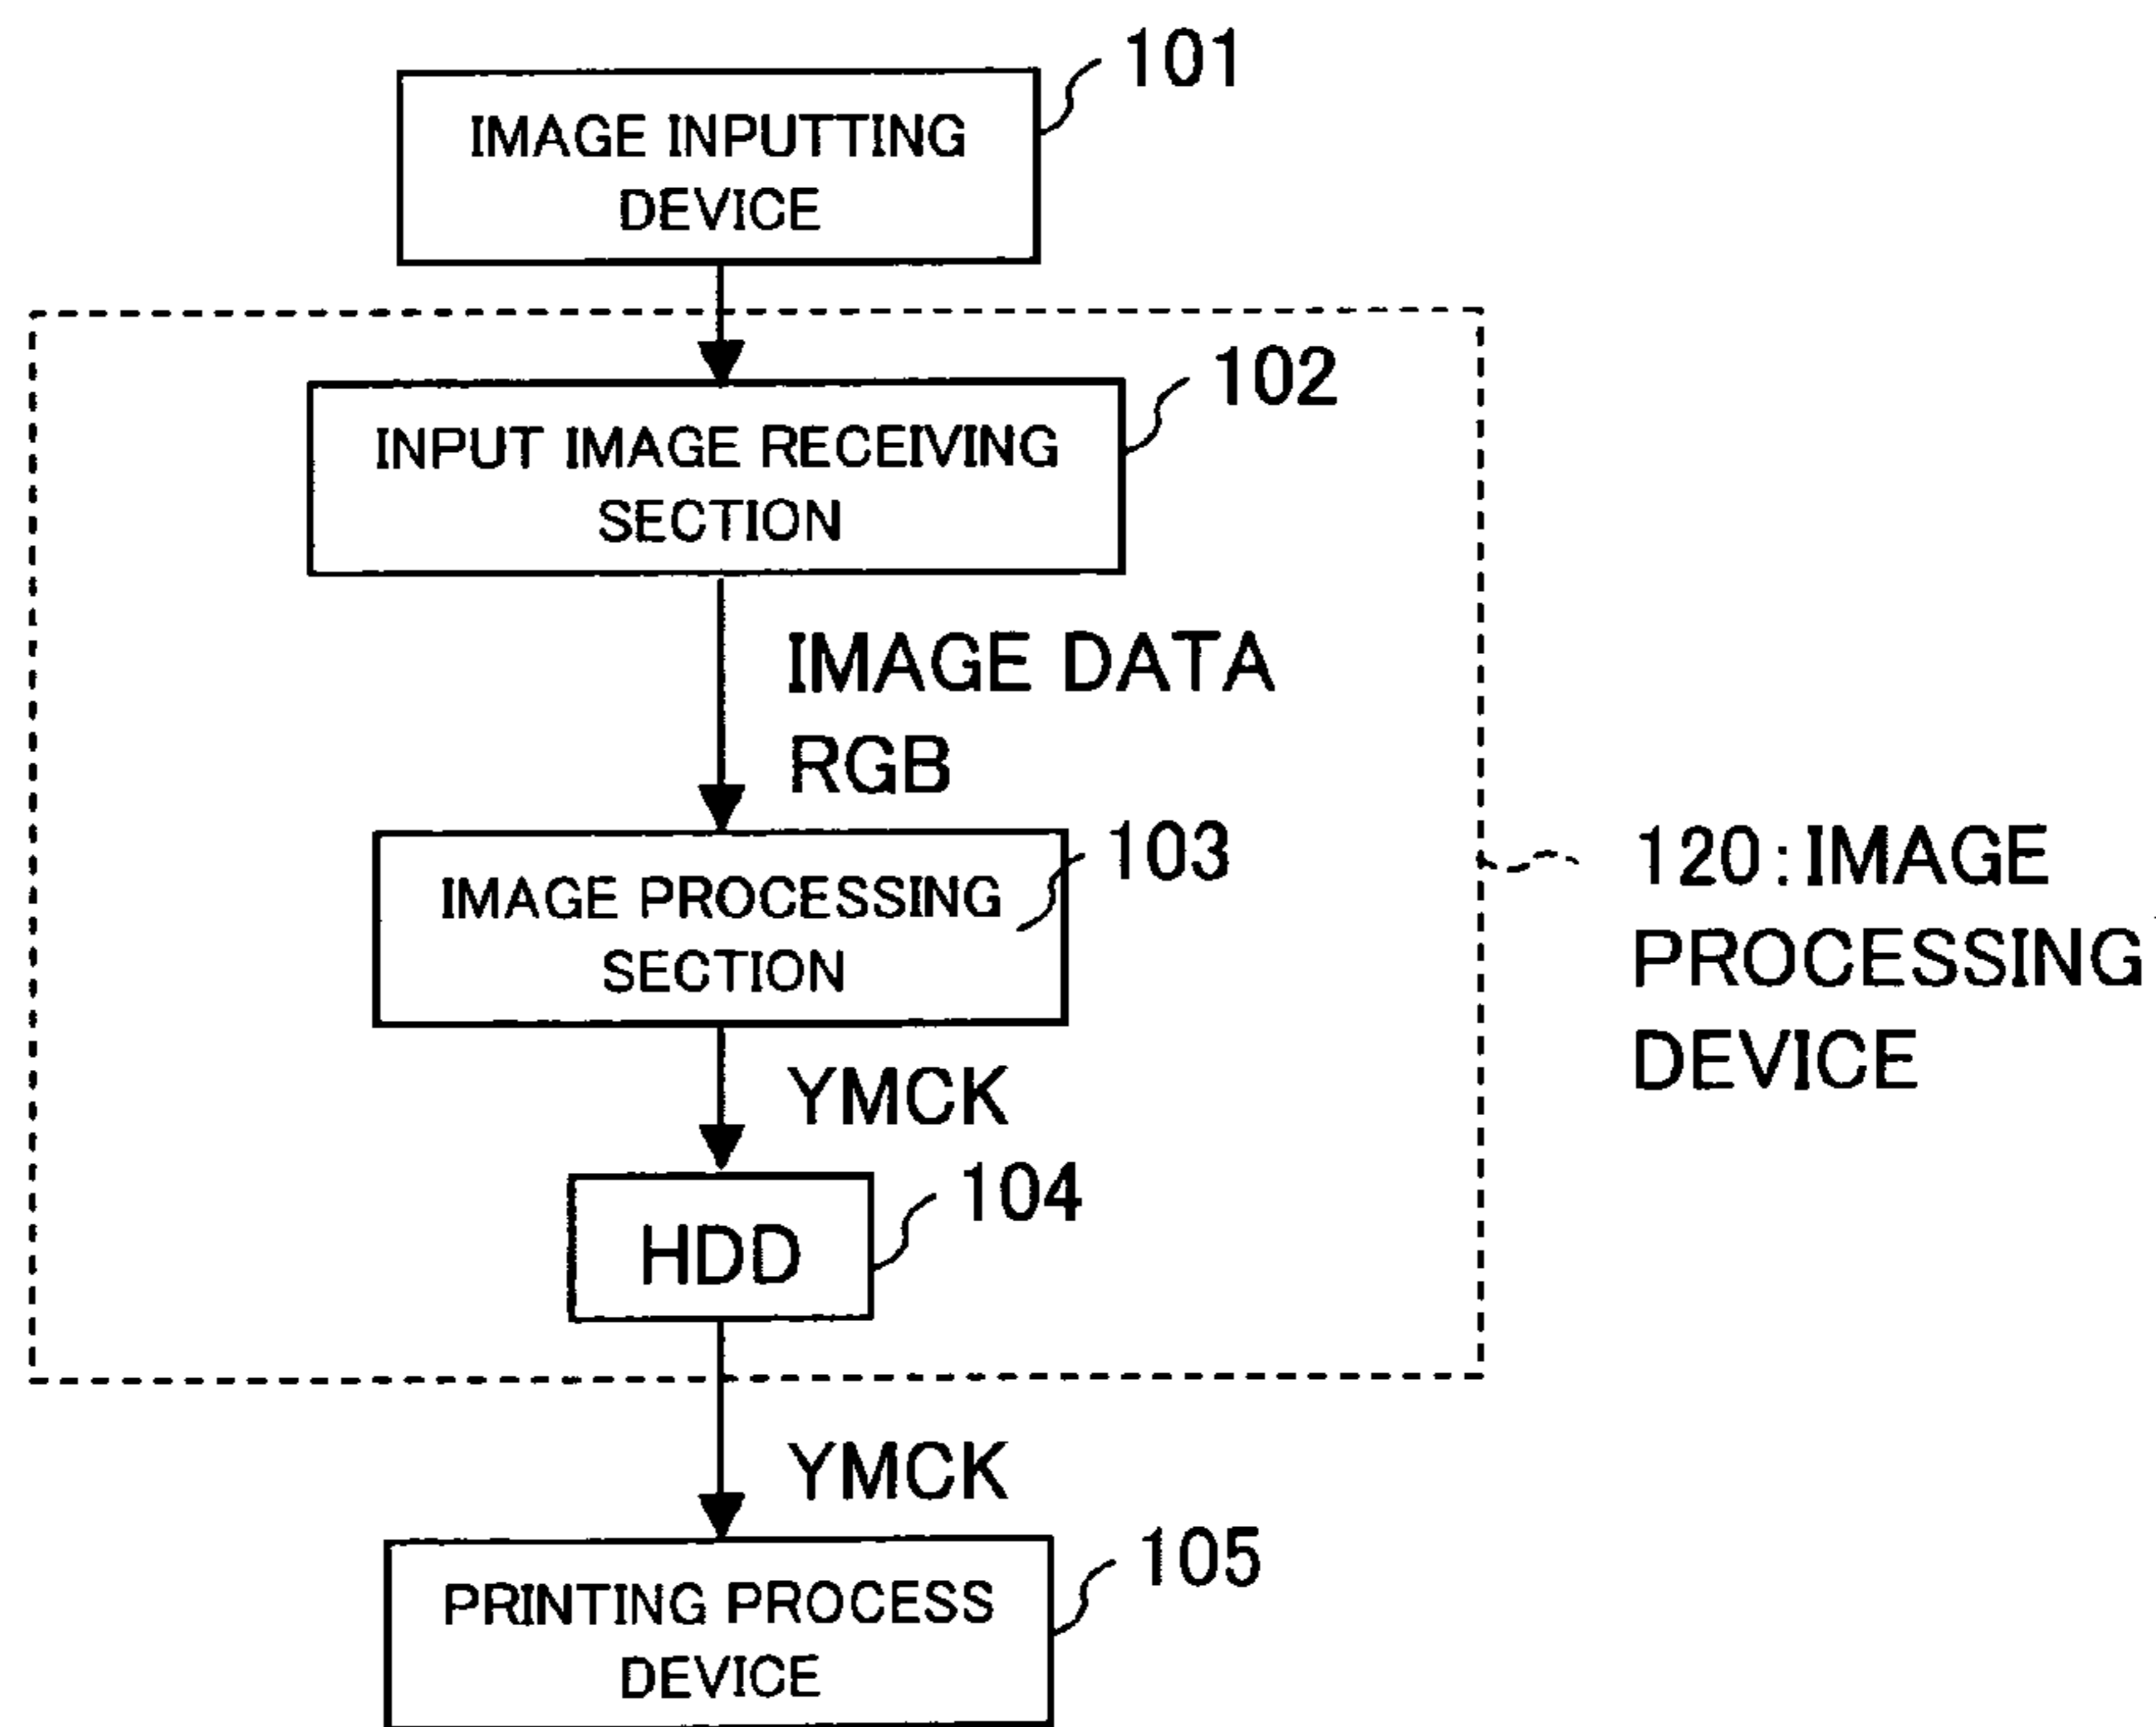 101
IMAGE INPUTTING
DEVICE
102
INPUT IMAGE RECEIVING
SECTION
IMAGE DATA
RGB
103
IMAGE PROCESSING
SECTION
120:IMAGE
PROCESSING
DEVICE
YMCK
104
HDD
YMCK
105
PRINTING PROCESS
DEVICE